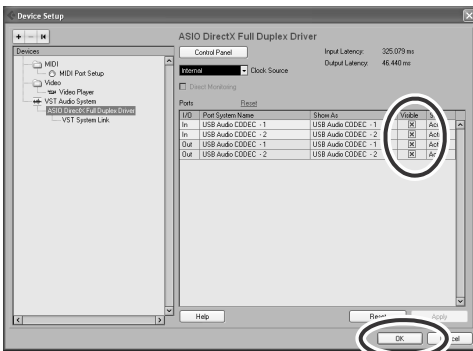 Device Setup
ASIO DirectX Full Duplex Driver
Devices
MIDI
MIDI Port Setup
Video
Video Player
VST Audio System
ASIO DirectX Full Duplex Driver
VST System Link
Control Panel
Input Latency: 325.079 ms
Output Latency: 46.440 ms
Internal Clock Source
Direct Monitoring
Ports Reset
I/O Port System Name Show As Visible
In USB Audio CODEC - 1 USB Audio CODEC - 1
In USB Audio CODEC - 2 USB Audio CODEC - 2
Out USB Audio CODEC - 1 USB Audio CODEC - 1
Out USB Audio CODEC - 2 USB Audio CODEC - 2
Help Apply
OK